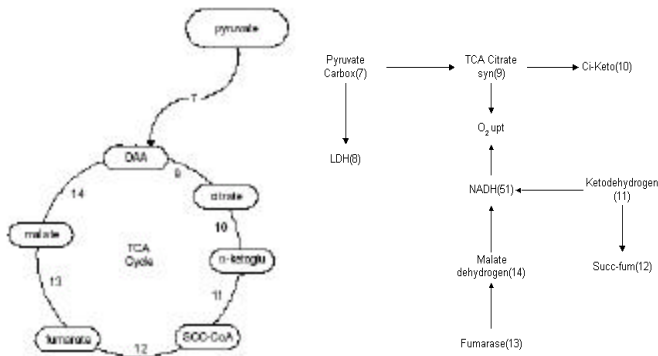 pyruvate
7
OAA
9
citrate
10
α-ketoglu
11
SCC-CoA
12
fumarate
13
malate
14
TCA
Cycle
Pyruvate
Carbox(7)
TCA Citrate
syn(9)
Ci-Keto(10)
LDH(8)
O2 upt
NADH(51)
Ketodehydrogen
(11)
Malate
dehydrogen(14)
Succ-fum(12)
Fumarase(13)